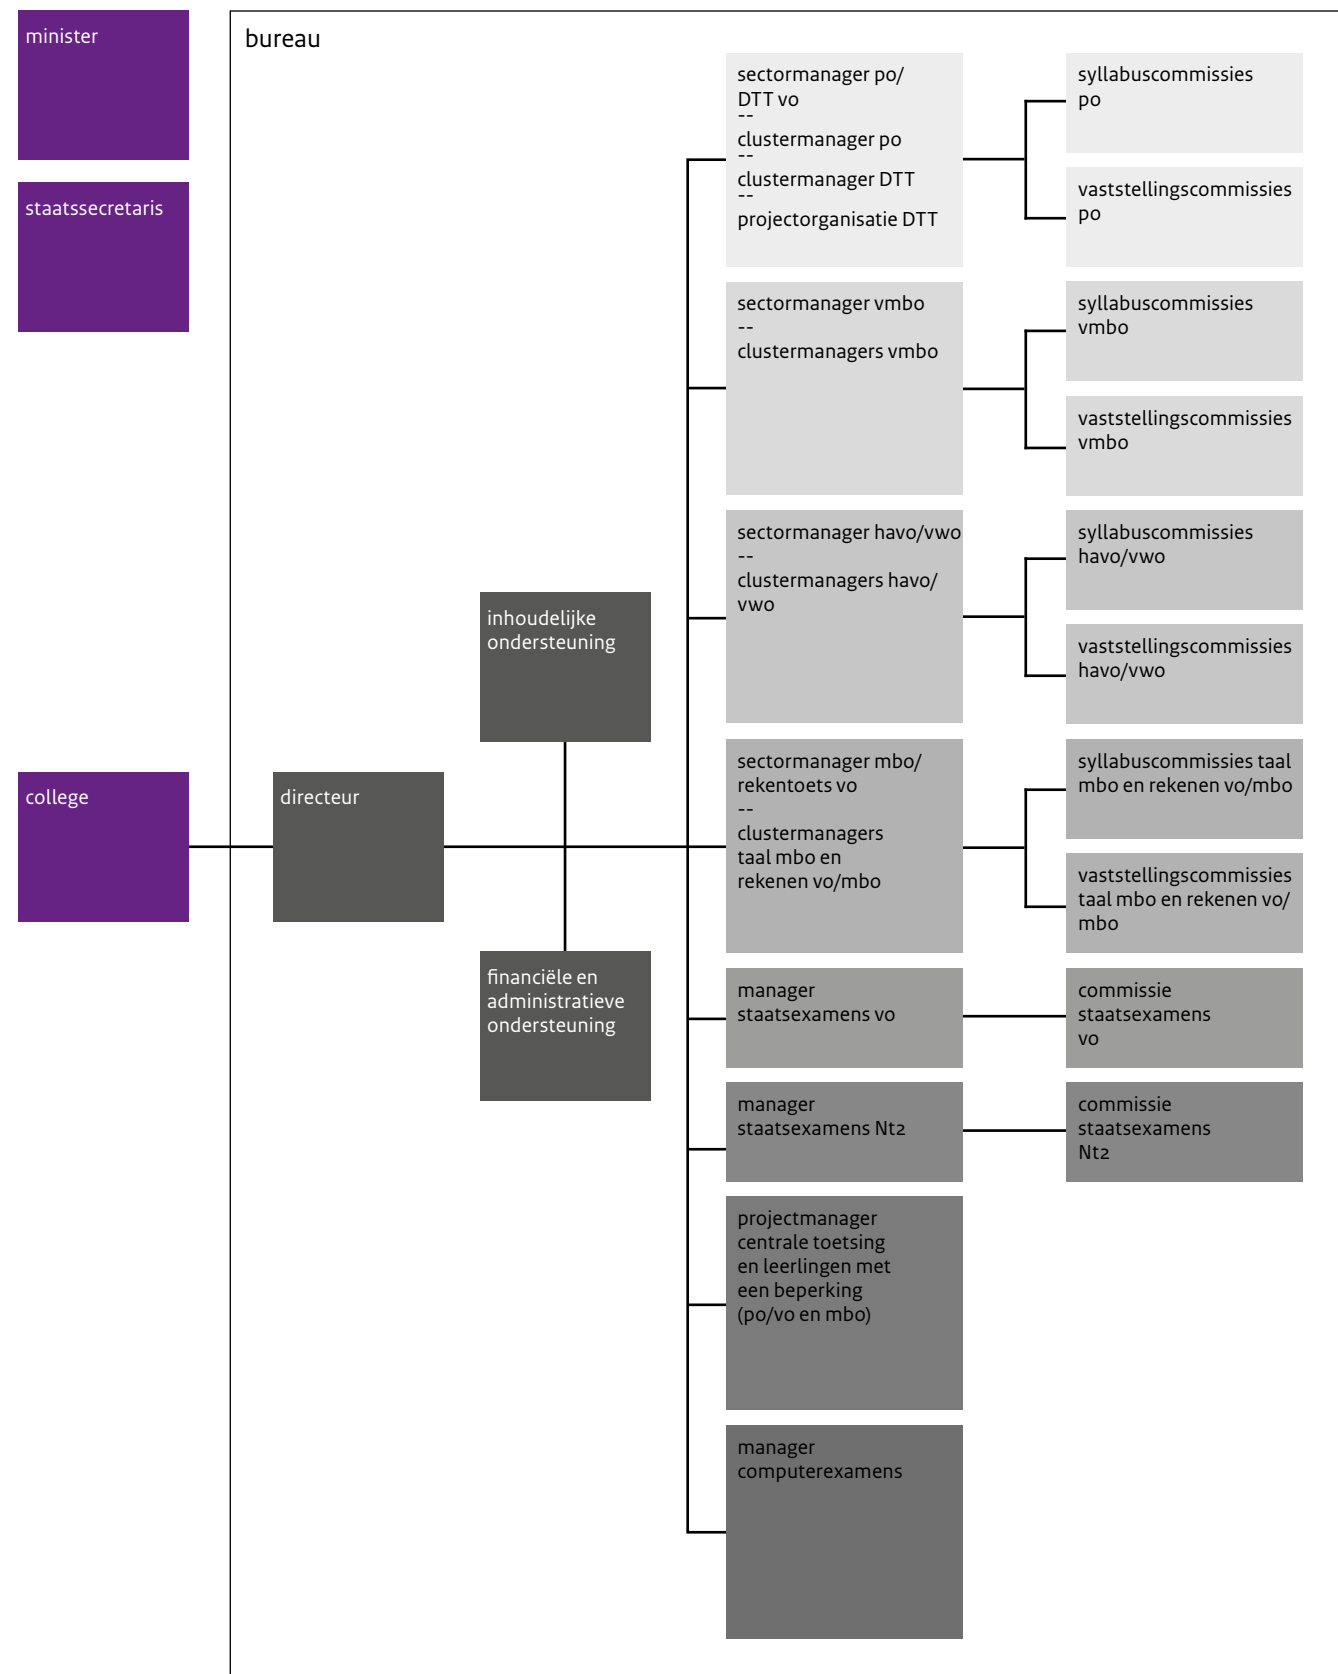 minister
staatssecretaris
college
bureau
directeur
inhoudelijke
ondersteuning
financiële en
administratieve
ondersteuning
sectormanager po/
DTT vo
--
clustermanager po
--
clustermanager DTT
--
projectorganisatie DTT
syllabuscommissies
po
vaststellingscommissies
po
sectormanager vmbo
--
clustermanagers vmbo
syllabuscommissies
vmbo
vaststellingscommissies
vmbo
sectormanager havo/vwo
--
clustermanagers havo/
vwo
syllabuscommissies
havo/vwo
vaststellingscommissies
havo/vwo
sectormanager mbo/
rekentoets vo
--
clustermanagers
taal mbo en
rekenen vo/mbo
syllabuscommissies taal
mbo en rekenen vo/mbo
vaststellingscommissies
taal mbo en rekenen vo/
mbo
manager
staatsexamens vo
commissie
staatsexamens
vo
manager
staatsexamens Nt2
commissie
staatsexamens
Nt2
projectmanager
centrale toetsing
en leerlingen met
een beperking
(po/vo en mbo)
manager
computerexamens